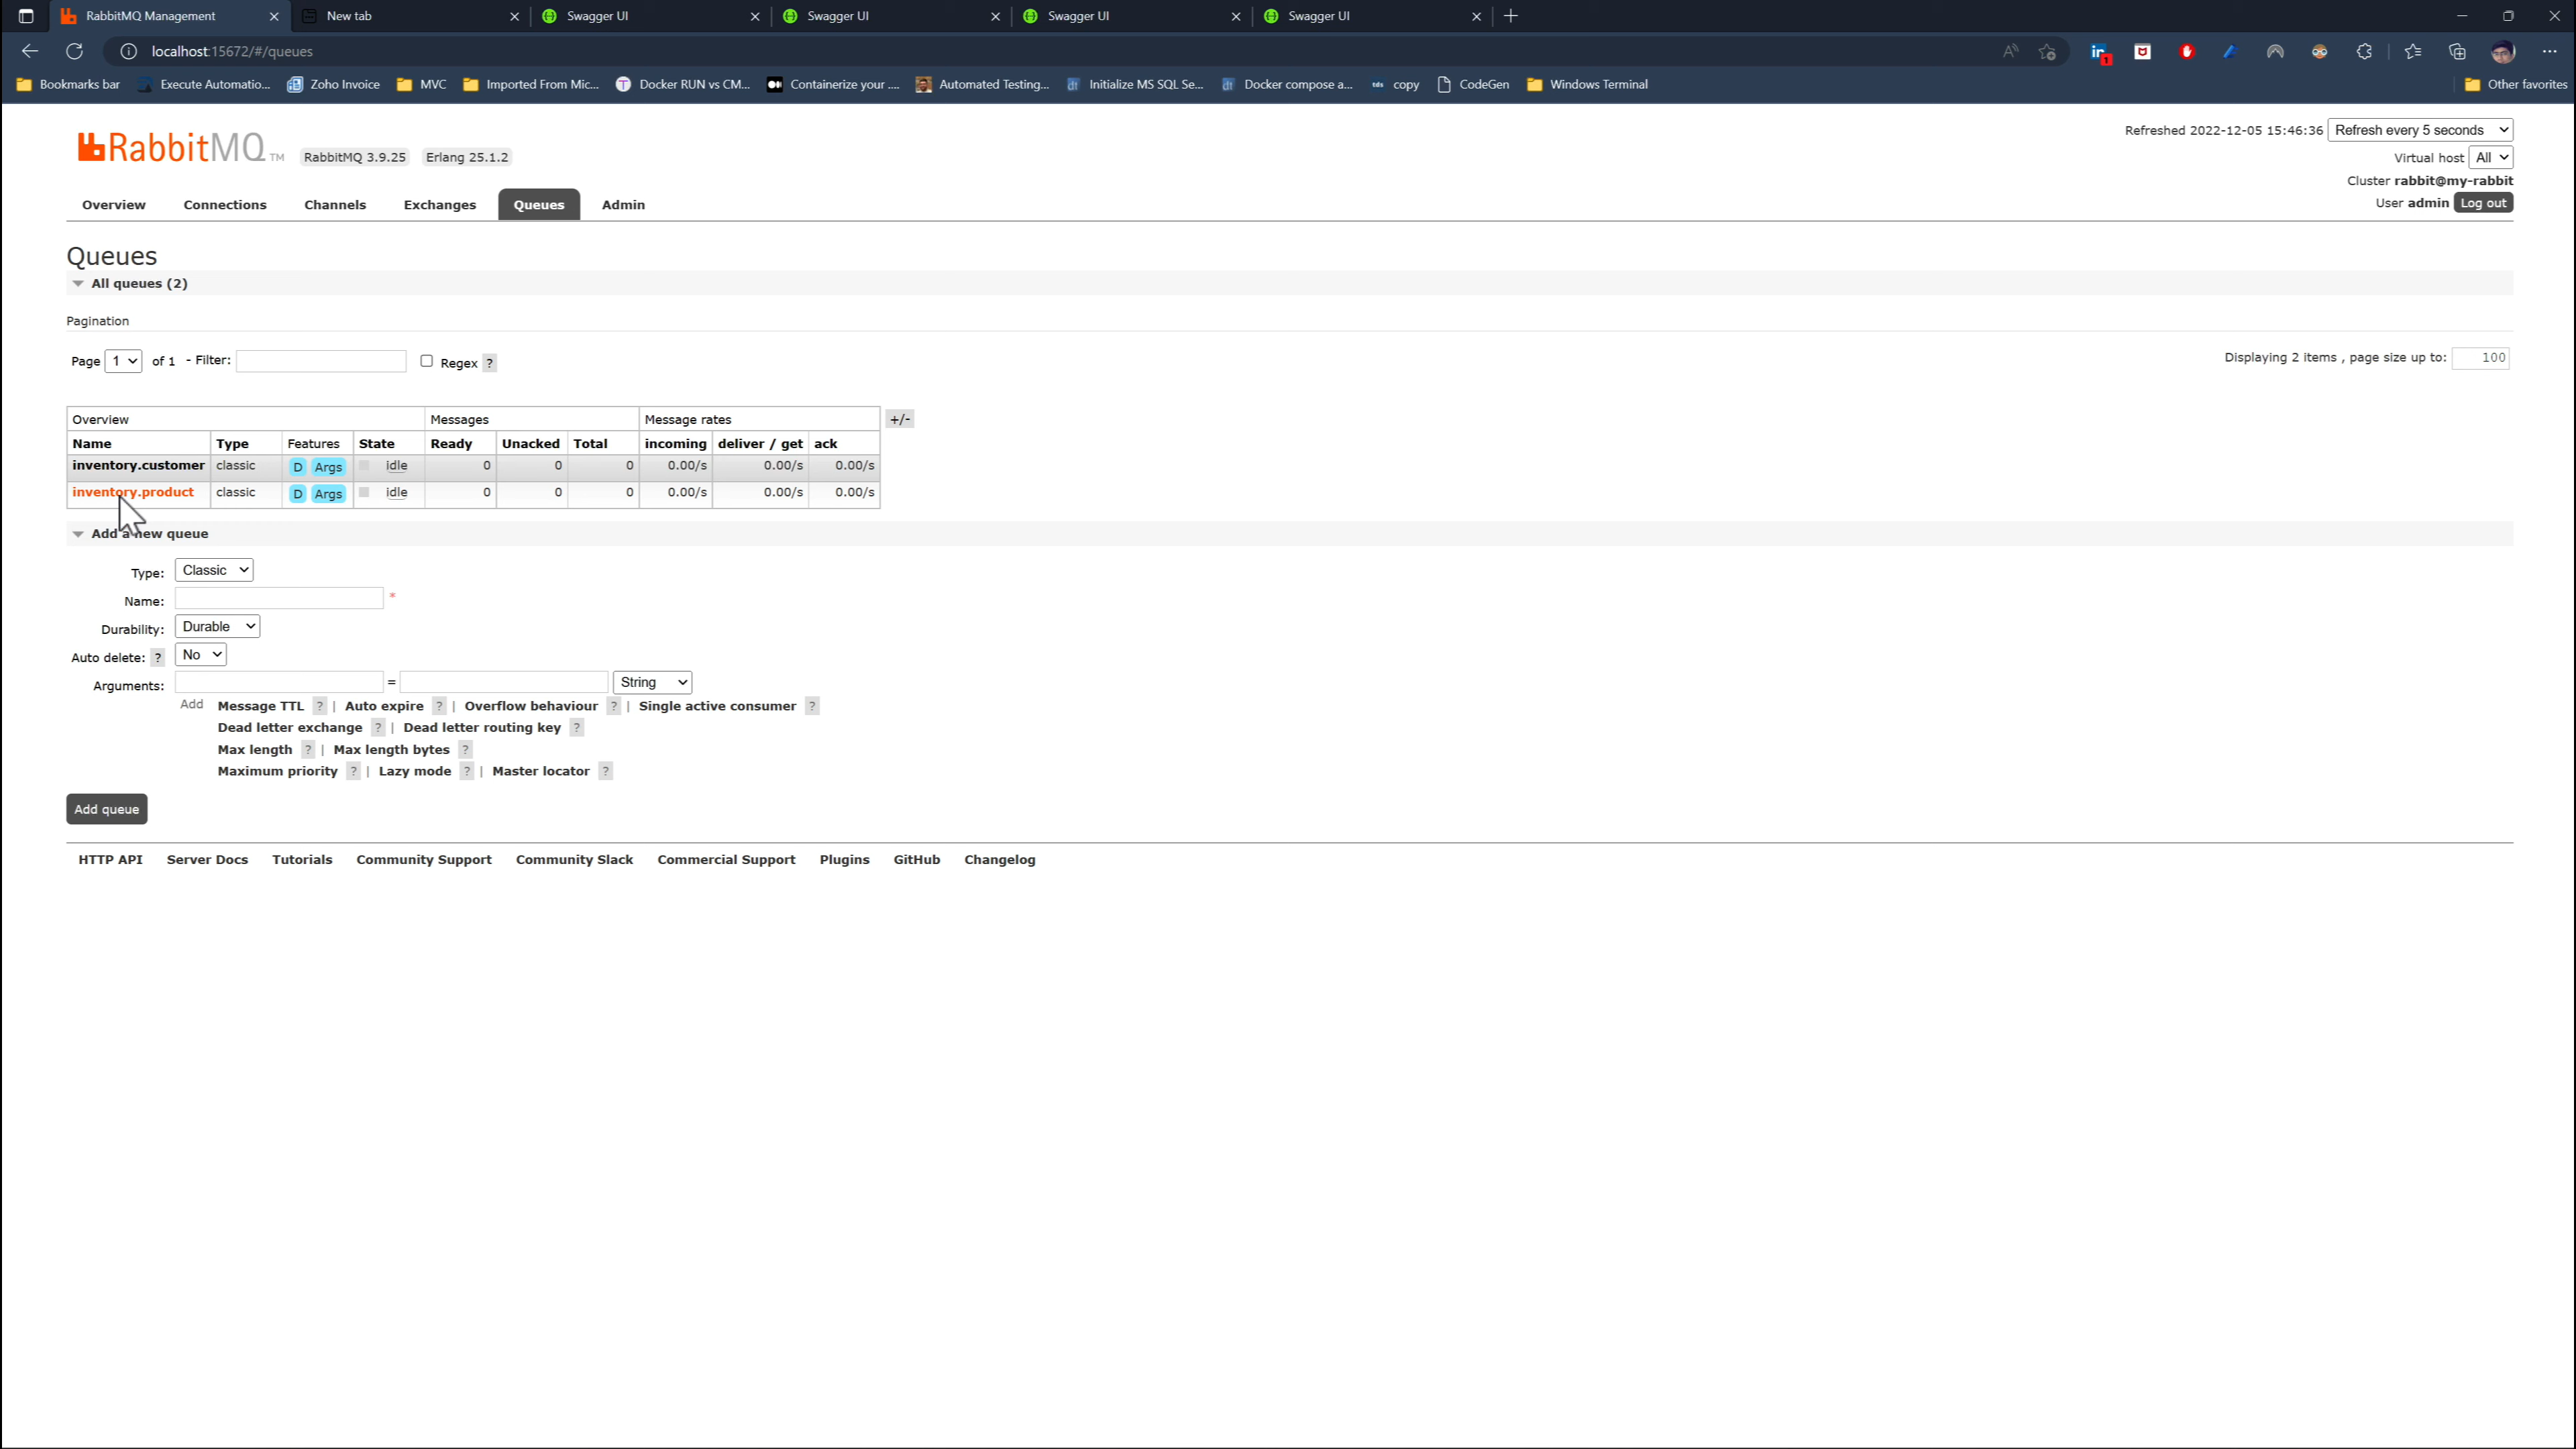 RabbitMQ Management
New tab
Swagger UI
Swagger UI
Swagger UI
Swagger UI
localhost:15672/#/queues
Bookmarks bar
Execute Automatio...
Zoho Invoice
MVC
Imported From Mic...
Docker RUN vs CM...
Containerize your ....
Automated Testing...
Initialize MS SQL Se...
Docker compose a...
copy
CodeGen
Windows Terminal
Other favorites
RabbitMQ TM RabbitMQ 3.9.25 Erlang 25.1.2
Refreshed 2022-12-05 15:46:36 Refresh every 5 seconds
Virtual host All
Cluster rabbit@my-rabbit
User admin Log out
Overview Connections Channels Exchanges Queues Admin
Queues
All queues (2)
Pagination
Page 1 of 1 - Filter: Regex ?
Displaying 2 items , page size up to: 100
Overview Messages Message rates +/-
Name Type Features State Ready Unacked Total incoming deliver / get ack
inventory.customer classic D Args idle 0 0 0 0.00/s 0.00/s 0.00/s
inventory.product classic D Args idle 0 0 0 0.00/s 0.00/s 0.00/s
Add a new queue
Type: Classic
Name: *
Durability: Durable
Auto delete: ? No
Arguments: = String
Add Message TTL ? | Auto expire ? | Overflow behaviour ? | Single active consumer ?
Dead letter exchange ? | Dead letter routing key ?
Max length ? | Max length bytes ?
Maximum priority ? | Lazy mode ? | Master locator ?
Add queue
HTTP API Server Docs Tutorials Community Support Community Slack Commercial Support Plugins GitHub Changelog